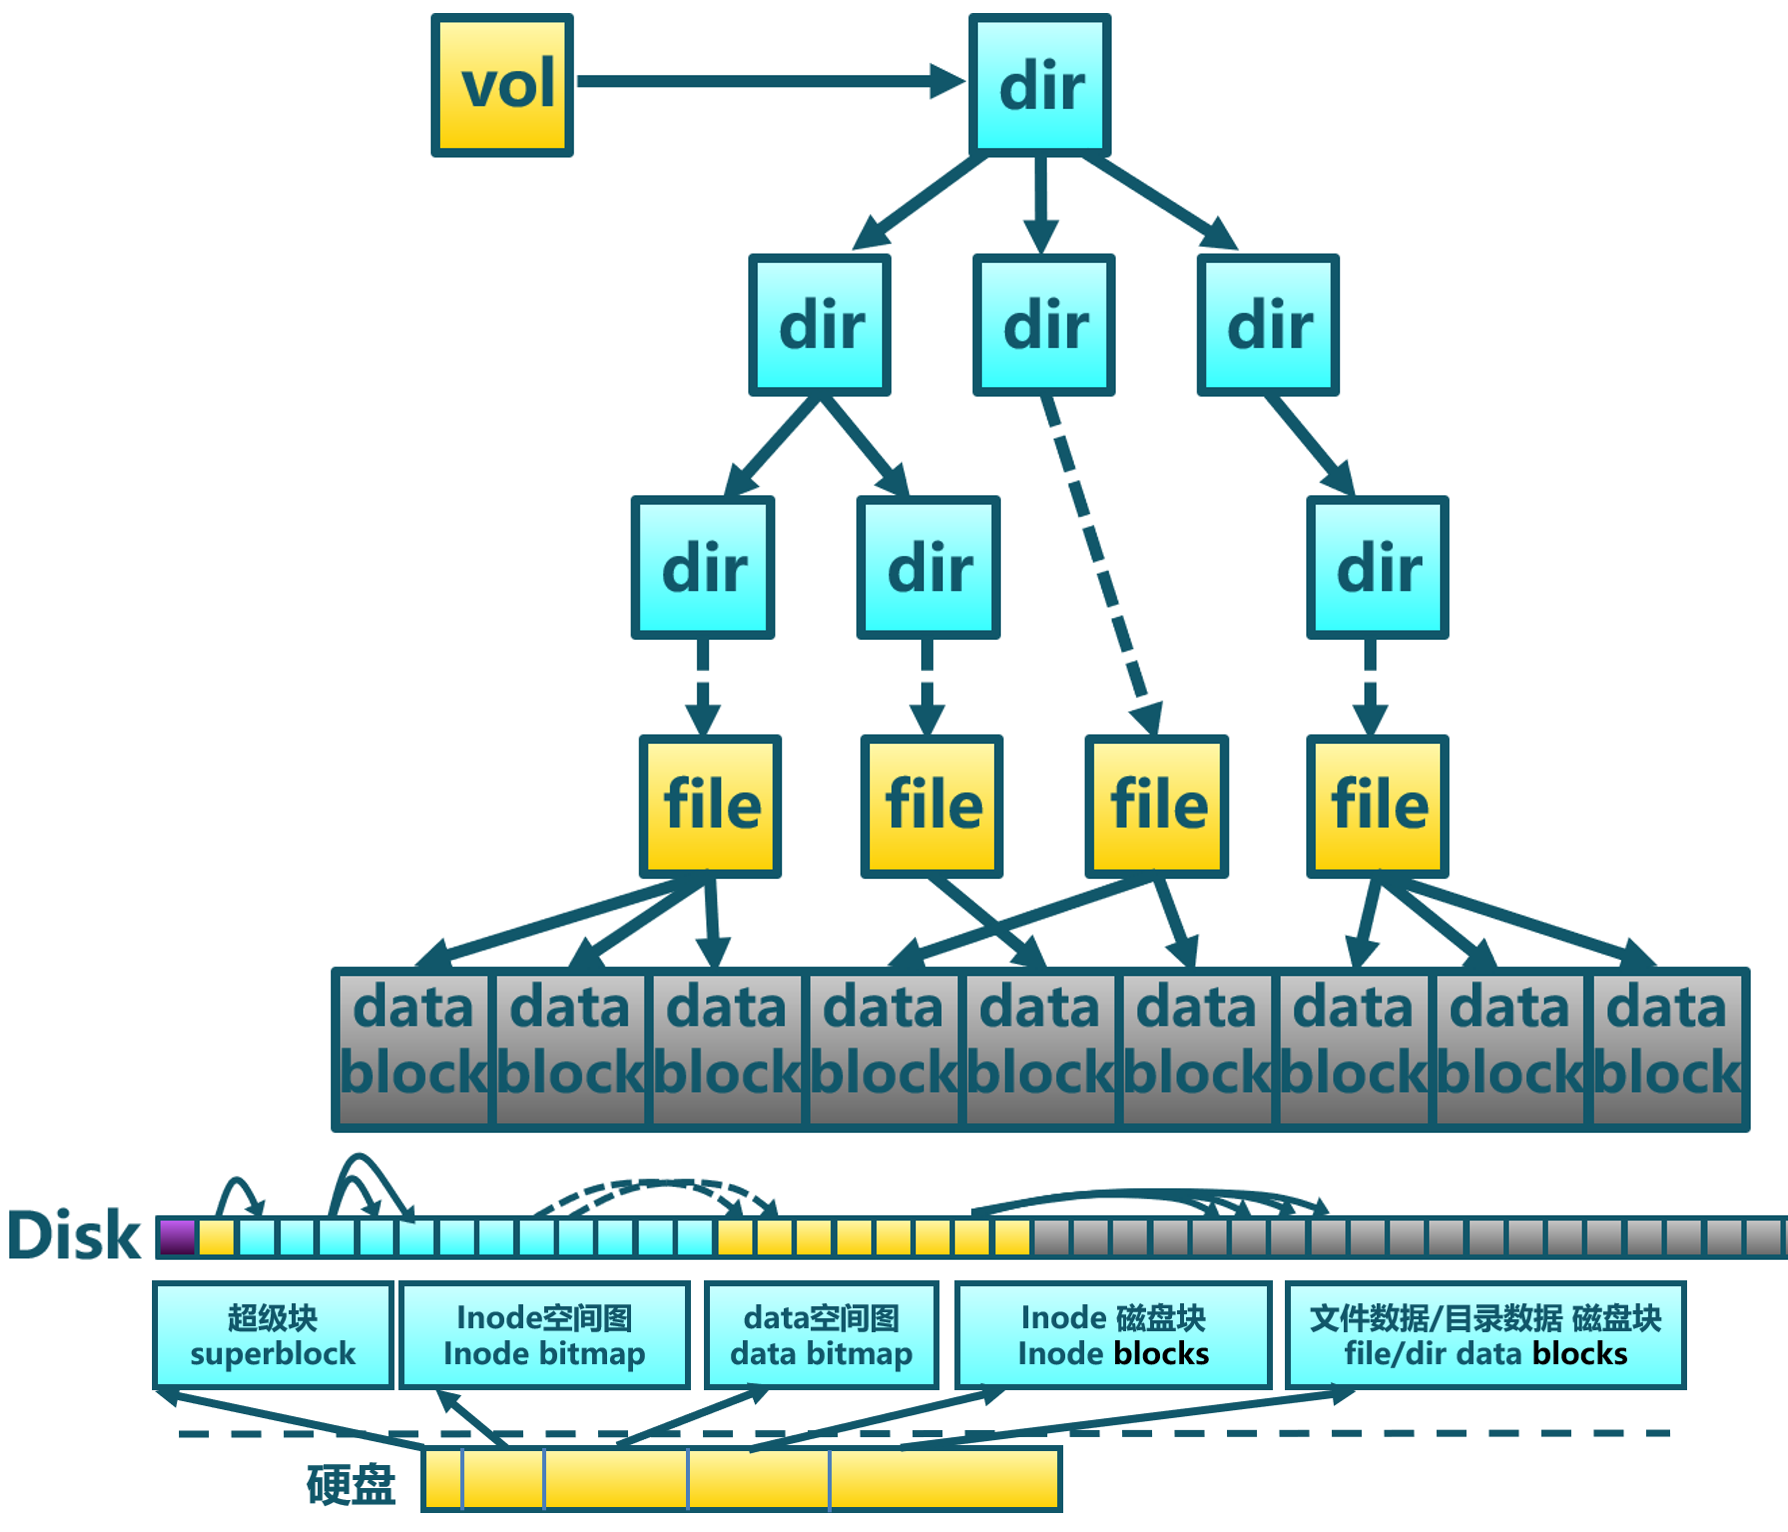 vol
dir
dir
dir
dir
dir
dir
dir
file
file
file
file
data block
data block
data block
data block
data block
data block
data block
data block
data block
Disk
超级块
superblock
Inode空间图
Inode bitmap
data空间图
data bitmap
Inode 磁盘块
Inode blocks
文件数据/目录数据 磁盘块
file/dir data blocks
硬盘